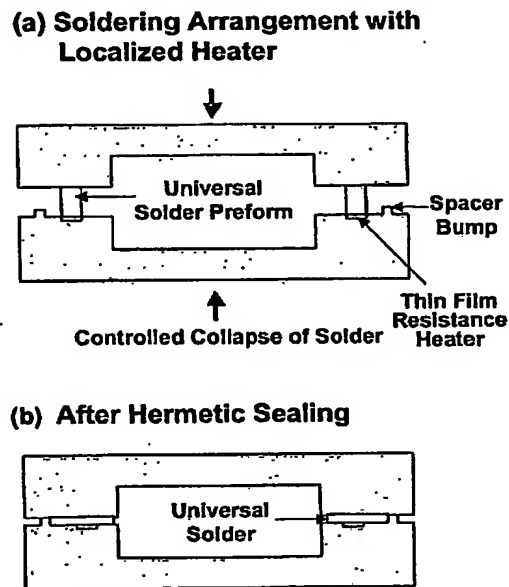 (a) Soldering Arrangement with
Localized Heater
Universal
Solder Preform
Spacer
Bump
Thin Film
Resistance
Heater
Controlled Collapse of Solder
(b) After Hermetic Sealing
Universal
Solder